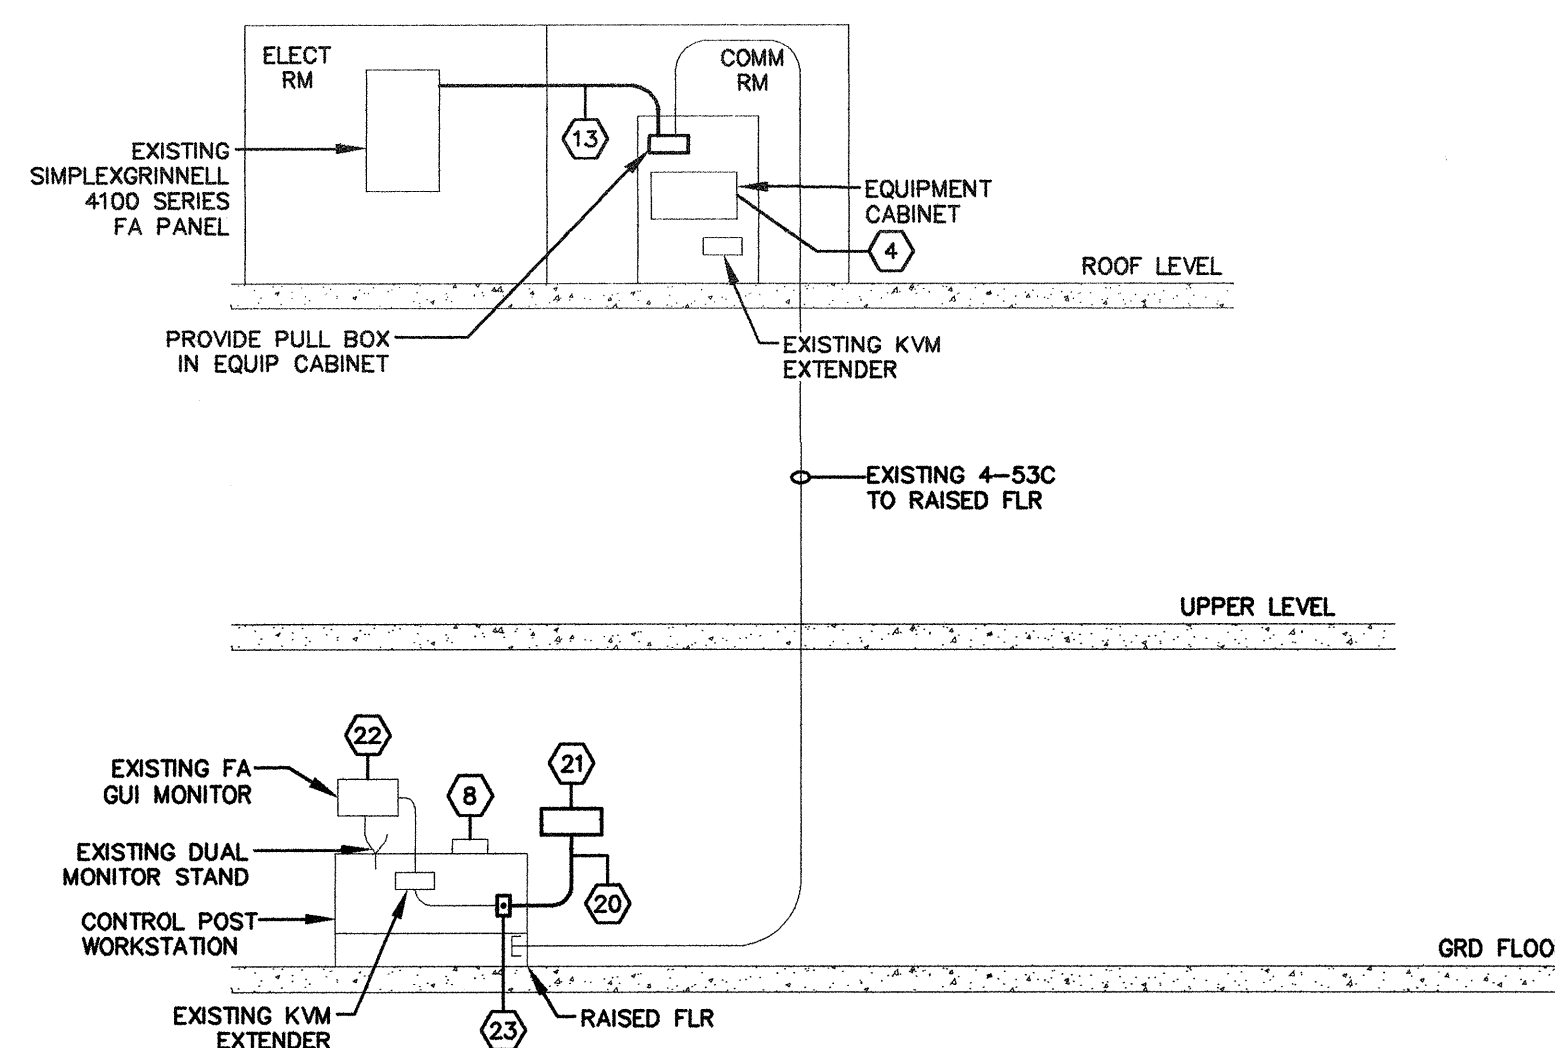 ELECT
RM
COMM
RM
13
EXISTING
SIMPLEXGRINNELL
4100 SERIES
FA PANEL
EQUIPMENT
CABINET
4
ROOF LEVEL
PROVIDE PULL BOX
IN EQUIP CABINET
EXISTING KVM
EXTENDER
EXISTING 4-53C
TO RAISED FLR
UPPER LEVEL
22
21
EXISTING FA
GUI MONITOR
8
EXISTING DUAL
MONITOR STAND
20
CONTROL POST
WORKSTATION
GRD FLOO
EXISTING KVM
EXTENDER
23
RAISED FLR